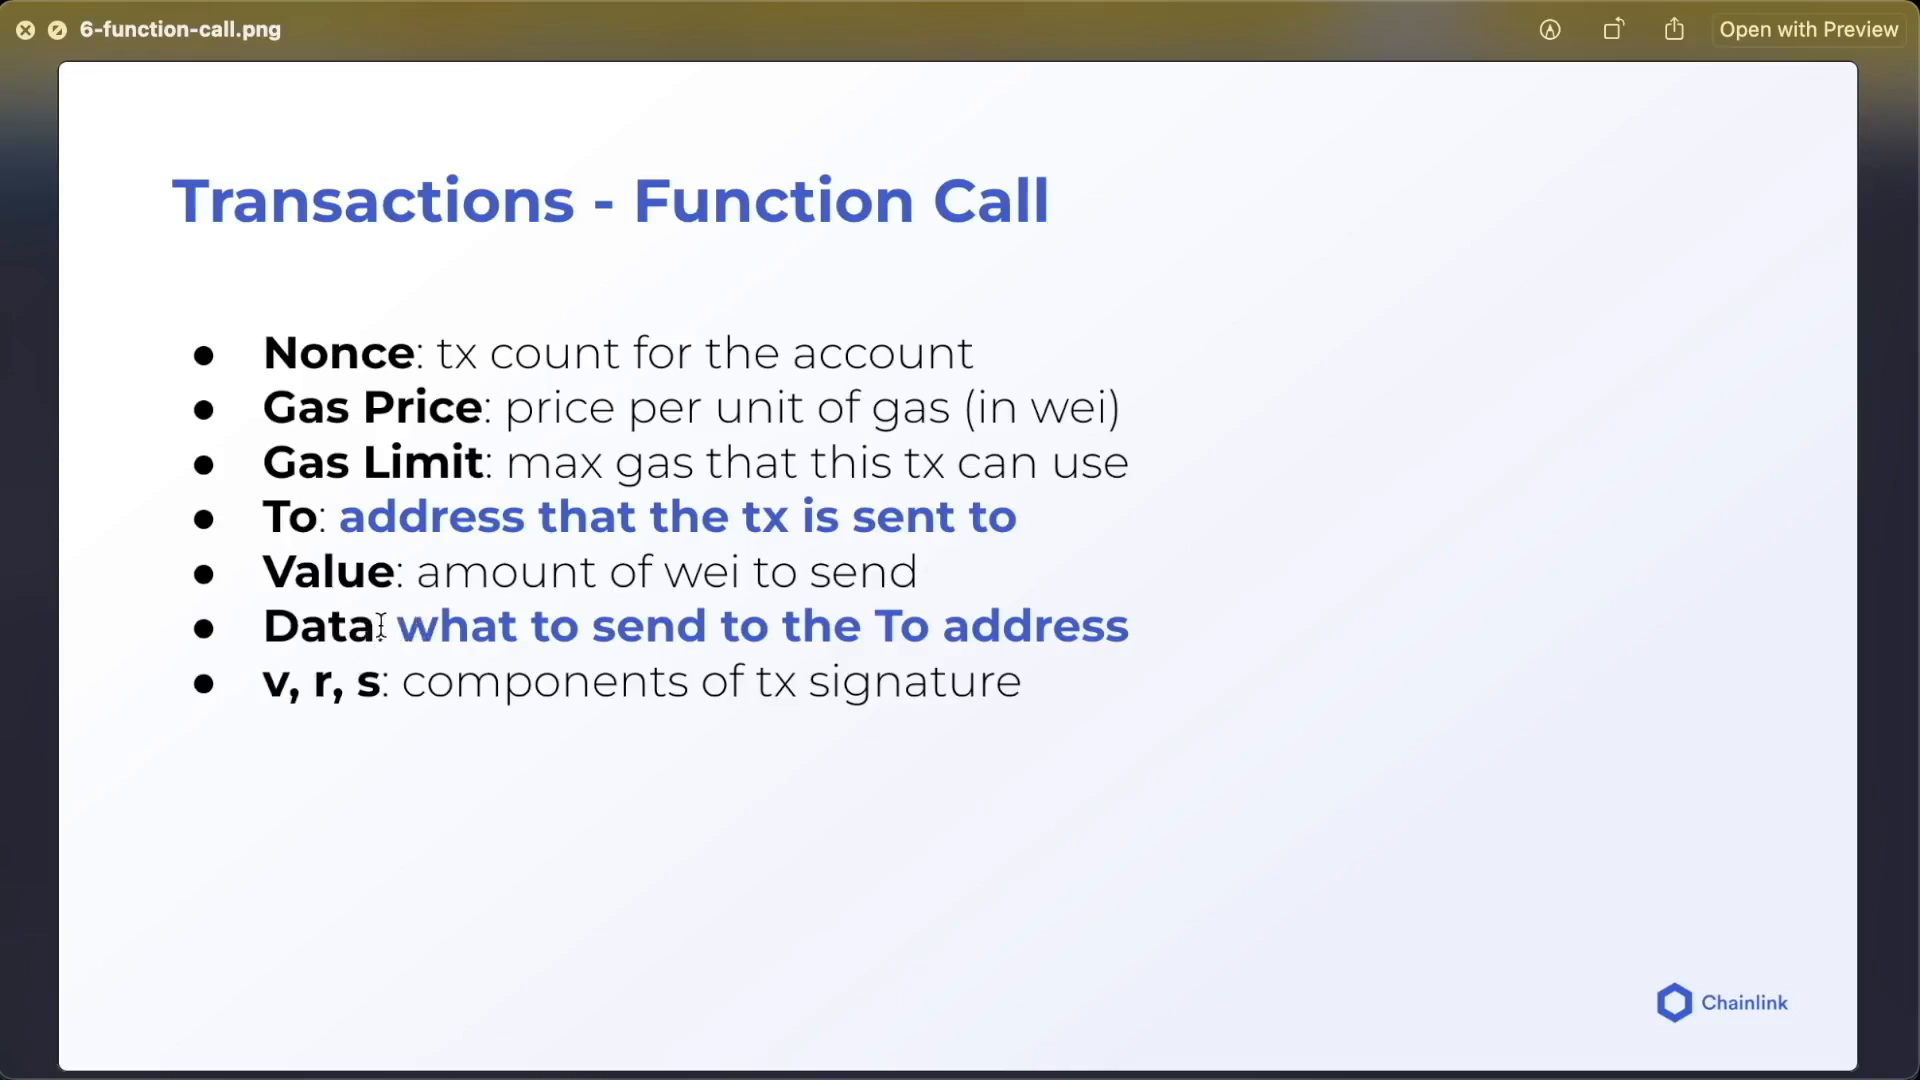 6-function-call.png
Open with Preview
Transactions - Function Call
● Nonce: tx count for the account
● Gas Price: price per unit of gas (in wei)
● Gas Limit: max gas that this tx can use
● To: address that the tx is sent to
● Value: amount of wei to send
● Data: what to send to the To address
● v, r, s: components of tx signature
Chainlink